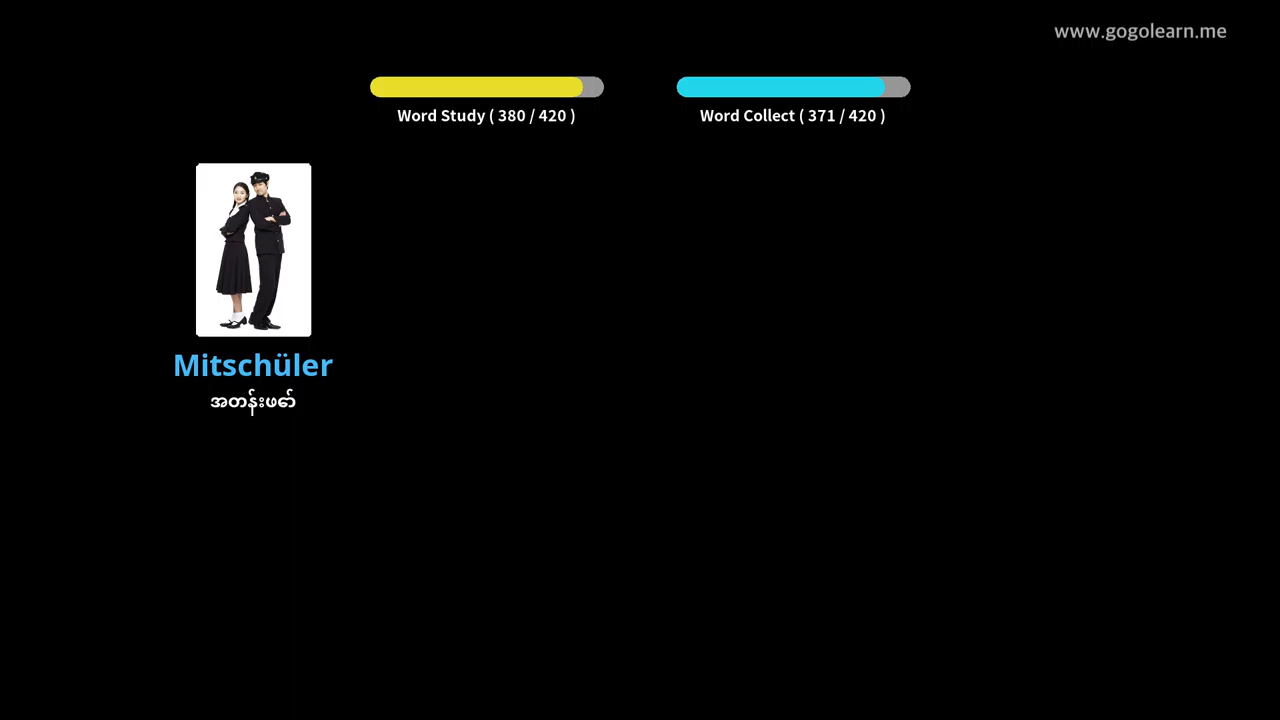 www.gogolearn.me
Word Study ( 380 / 420 )
Word Collect ( 371 / 420 )
Mitschüler
အတန်းဖော်